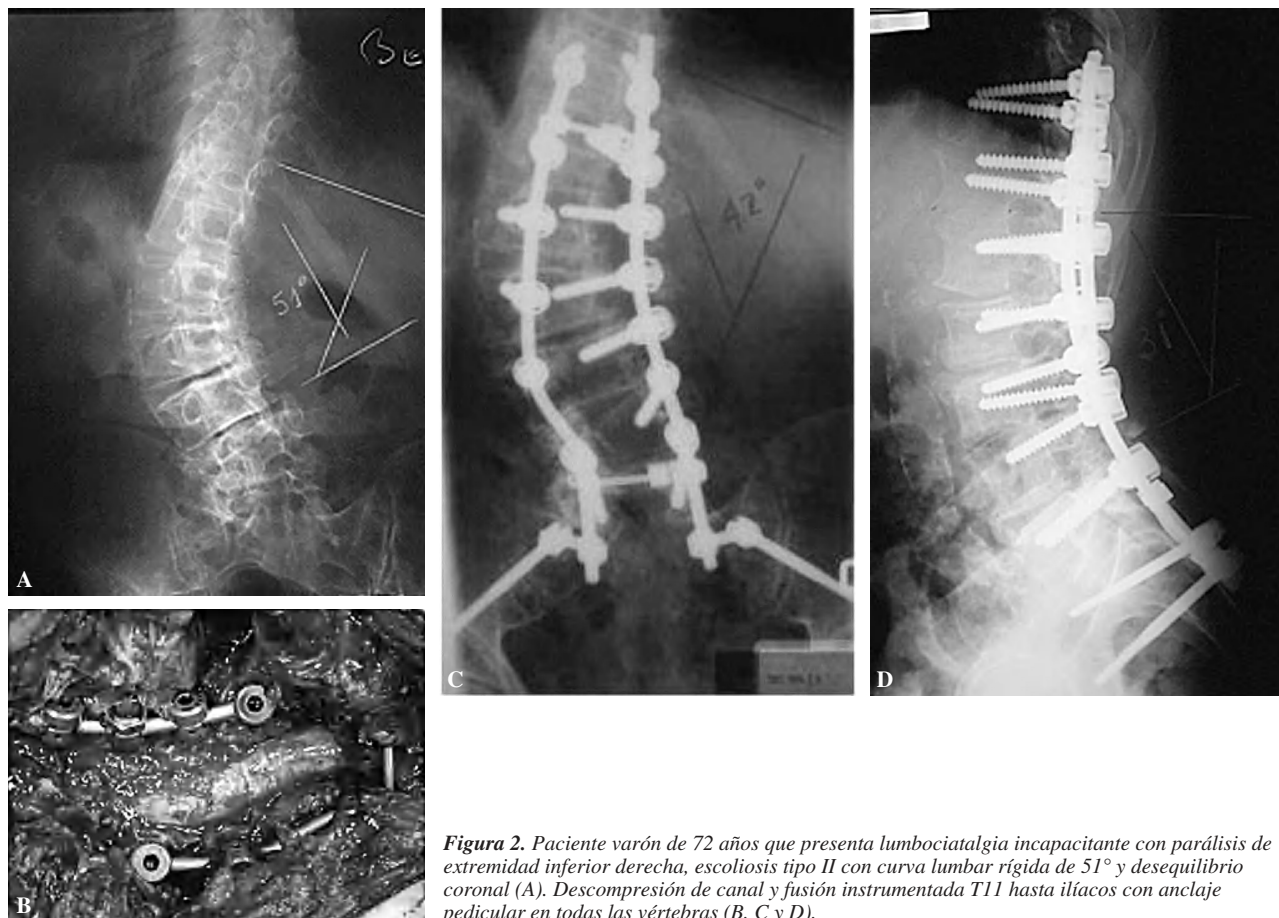 BE
51°
A
42°
C
31°
D
B
Figura 2. Paciente varón de 72 años que presenta lumbociatalgia incapacitante con parálisis de
extremidad inferior derecha, escoliosis tipo II con curva lumbar rígida de 51° y desequilibrio
coronal (A). Descompresión de canal y fusión instrumentada T11 hasta ilíacos con anclaje
pedicular en todas las vértebras (B, C y D).